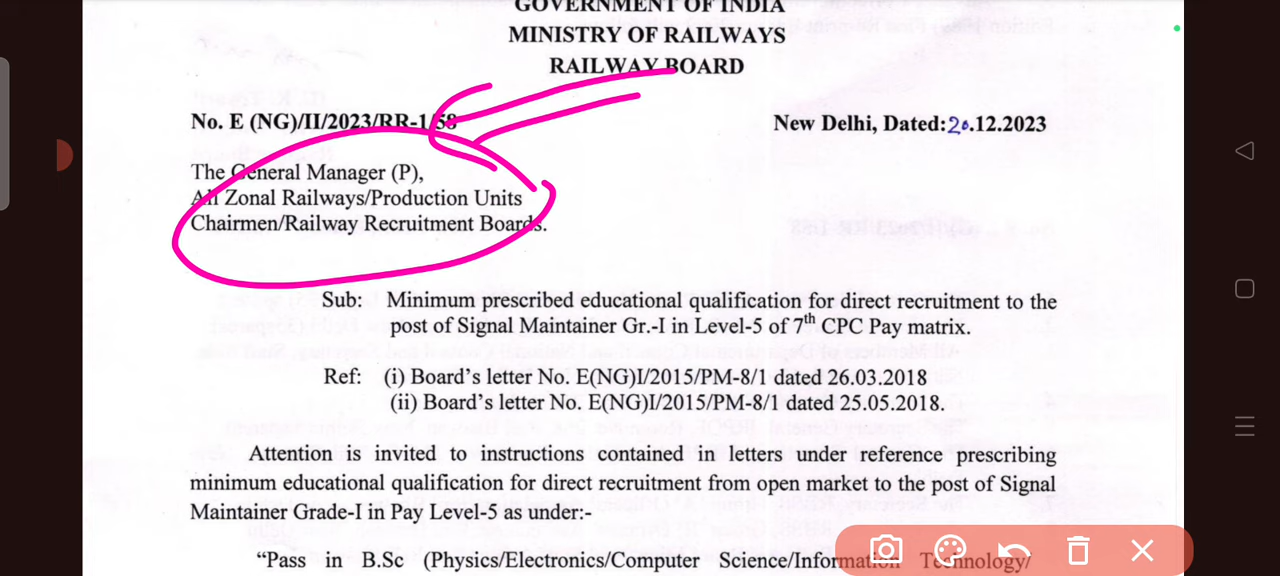 GOVERNMENT OF INDIA
MINISTRY OF RAILWAYS
RAILWAY BOARD
No. E (NG)/II/2023/RR-1/58
New Delhi, Dated:20.12.2023
The General Manager (P),
All Zonal Railways/Production Units
Chairmen/Railway Recruitment Boards.
Sub: Minimum prescribed educational qualification for direct recruitment to the
post of Signal Maintainer Gr.-I in Level-5 of 7th CPC Pay matrix.
Ref: (i) Board's letter No. E(NG)I/2015/PM-8/1 dated 26.03.2018
(ii) Board's letter No. E(NG)I/2015/PM-8/1 dated 25.05.2018.
Attention is invited to instructions contained in letters under reference prescribing
minimum educational qualification for direct recruitment from open market to the post of Signal
Maintainer Grade-I in Pay Level-5 as under:-
"Pass in B.Sc (Physics/Electronics/Computer Science/Information Technology/